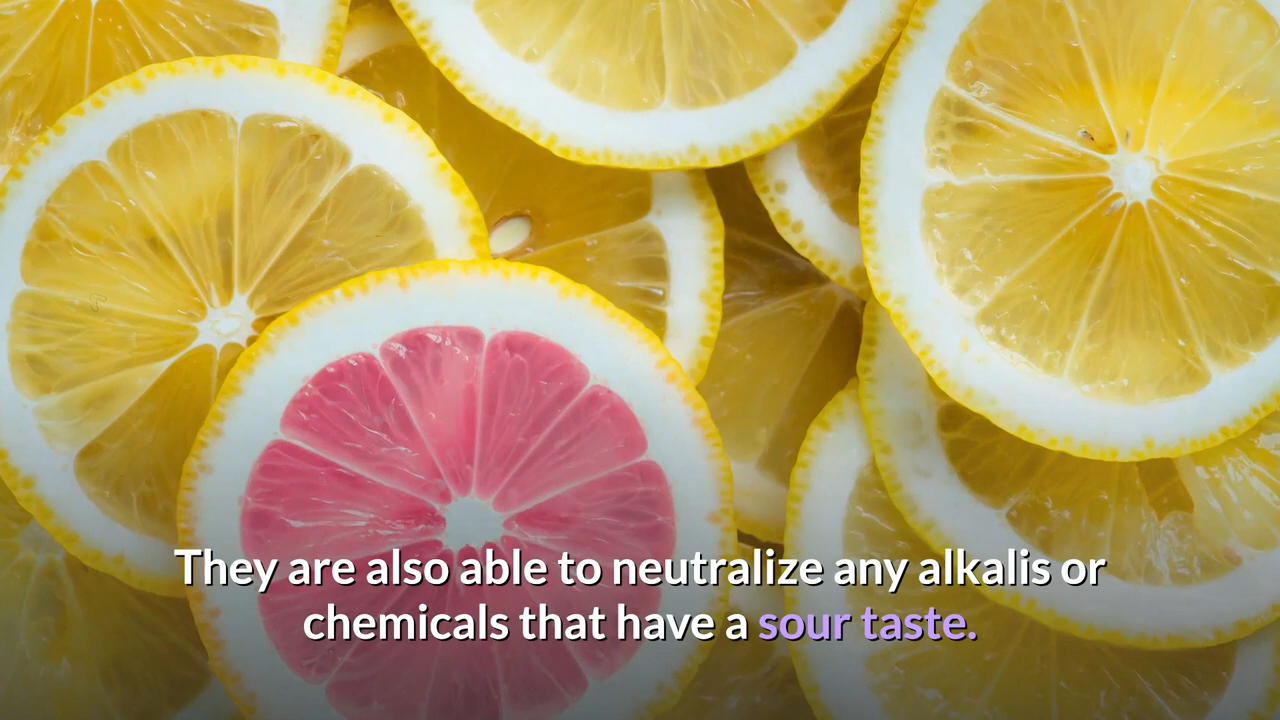 They are also able to neutralize any alkalis or
chemicals that have a sour taste.